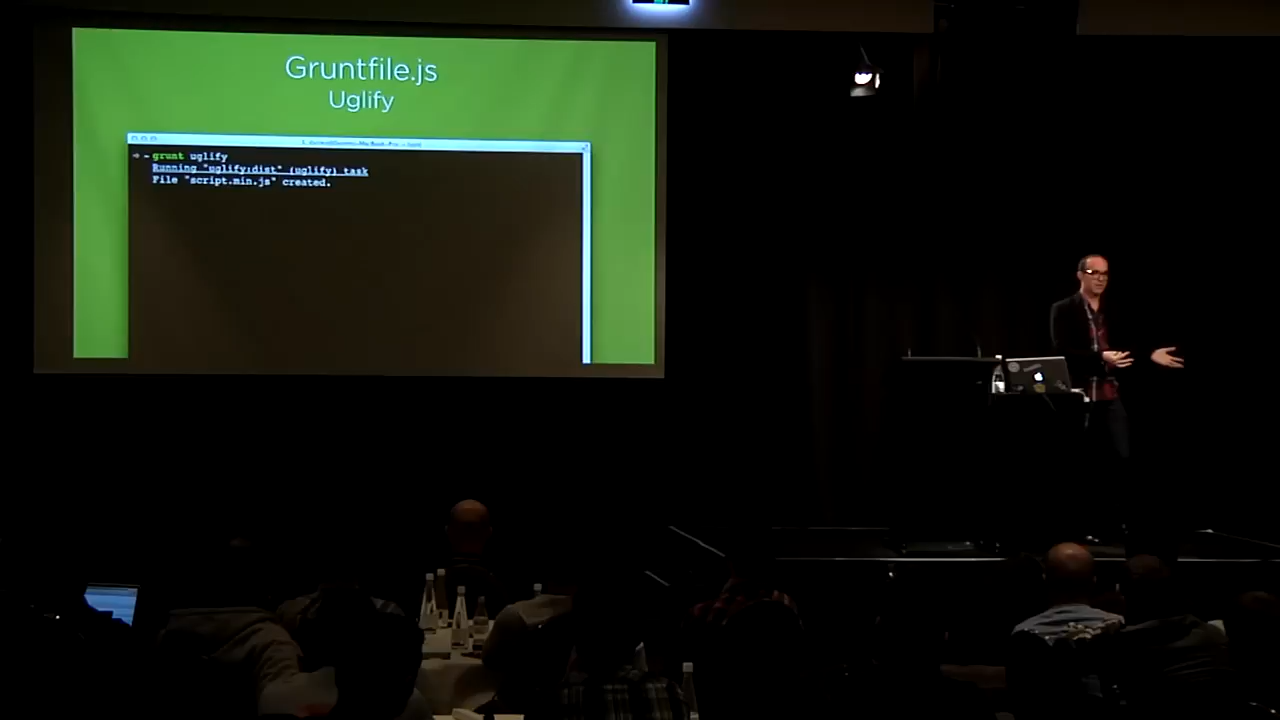 Gruntfile.js
Uglify
grunt uglify
Running "uglify:dist" (uglify) task
File "script.min.js" created.